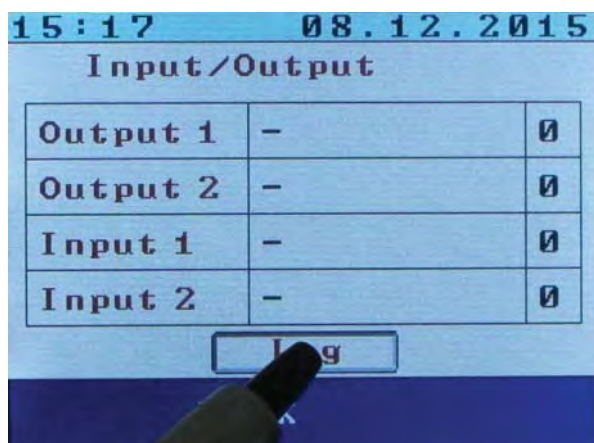 15:17 08.12.2015
Input/Output
Output 1 - 0
Output 2 - 0
Input 1 - 0
Input 2 - 0